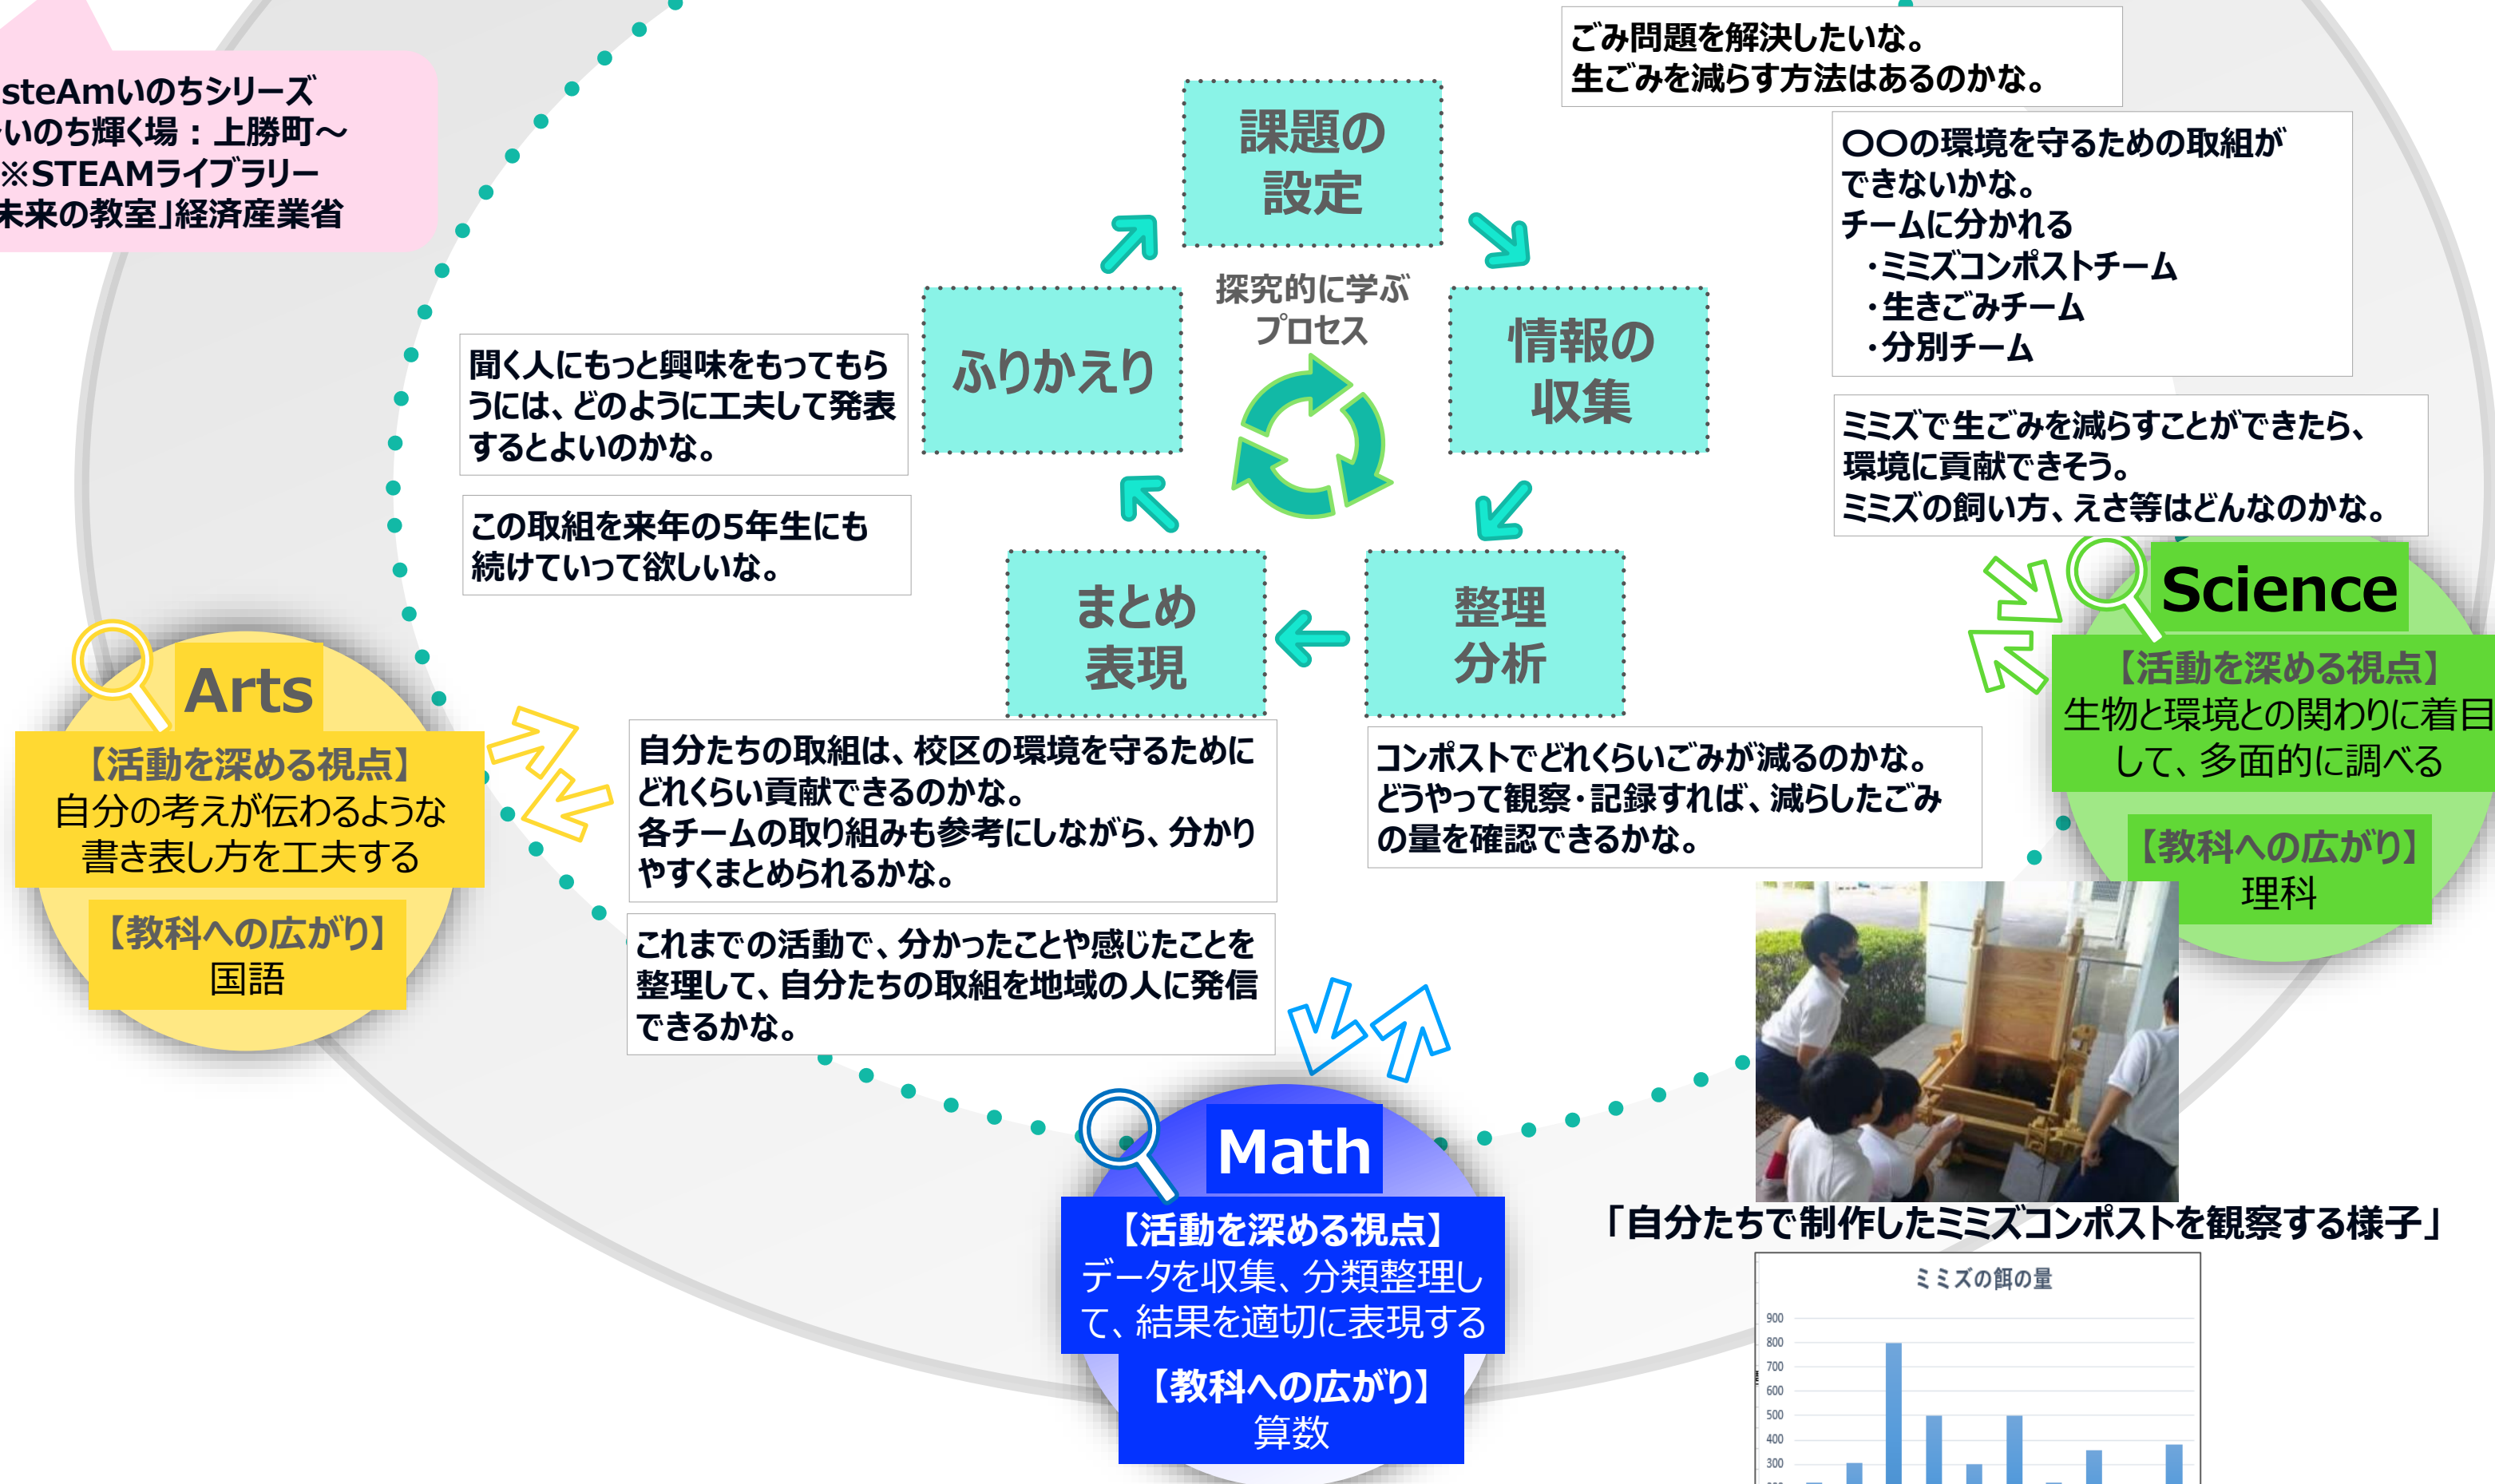 steAmいのちシリーズ
いのち輝く場：上勝町～
※STEAMライブラリー
未来の教室」経済産業省
ごみ問題を解決したいな。
生ごみを減らす方法はあるのかな。
〇〇の環境を守るための取組が
できないかな。
チームに分かれる
・ミミズコンポストチーム
・生きごみチーム
・分別チーム
ミミズで生ごみを減らすことができたら、
環境に貢献できそう。
ミミズの飼い方、えさ等はどんなのかな。
課題の
設定
探究的に学ぶ
プロセス
情報の
収集
ふりかえり
整理
分析
まとめ
表現
聞く人にもっと興味をもってもら
うには、どのように工夫して発表
するとよいのかな。
この取組を来年の5年生にも
続けていって欲しいな。
自分たちの取組は、校区の環境を守るために
どれくらい貢献できるのかな。
各チームの取り組みも参考にしながら、分かり
やすくまとめられるかな。
これまでの活動で、分かったことや感じたことを
整理して、自分たちの取組を地域の人に発信
できるかな。
コンポストでどれくらいごみが減るのかな。
どうやって観察・記録すれば、減らしたごみ
の量を確認できるかな。
Arts
【活動を深める視点】
自分の考えが伝わるような
書き表し方を工夫する
【教科への広がり】
国語
Science
【活動を深める視点】
生物と環境との関わりに着目
して、多面的に調べる
【教科への広がり】
理科
Math
【活動を深める視点】
データを収集、分類整理し
て、結果を適切に表現する
【教科への広がり】
算数
「自分たちで制作したミミズコンポストを観察する様子」
ミミズの餌の量
900
800
700
600
500
400
300